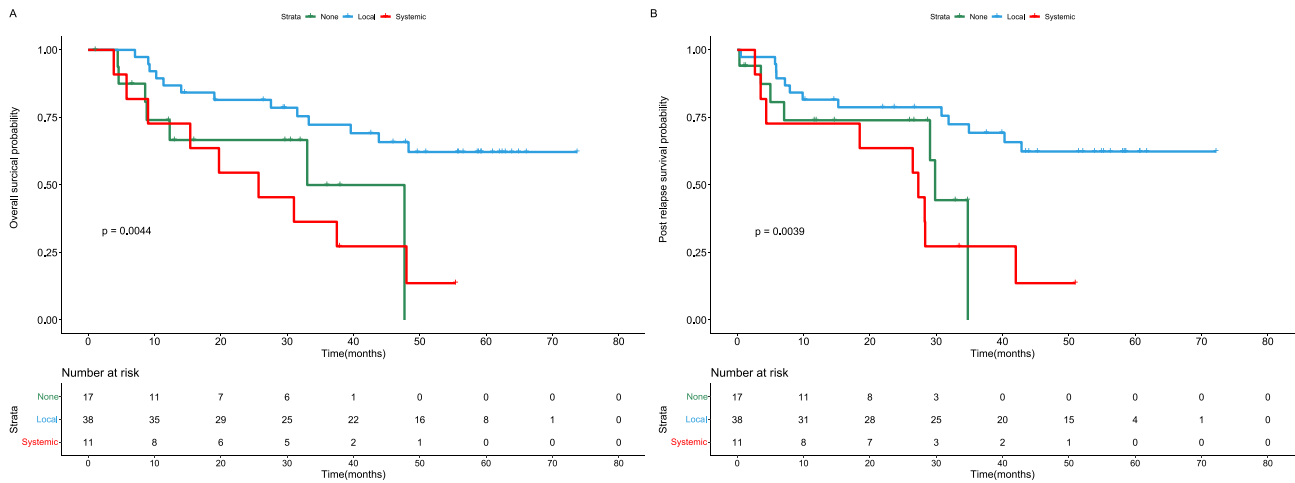 A
Strata None Local Systemic
1.00
0.75
0.50
0.25
0.00
Overall surcical probability
p = 0.0044
0 10 20 30 40 50 60 70 80
Time(months)
Number at risk
Strata
None 17 11 7 6 1 0 0 0 0
Local 38 35 29 25 22 16 8 1 0
Systemic 11 8 6 5 2 1 0 0 0
0 10 20 30 40 50 60 70 80
Time(months)
B
Strata None Local Systemic
1.00
0.75
0.50
0.25
0.00
Post relapse survival probability
p = 0.0039
0 10 20 30 40 50 60 70 80
Time(months)
Number at risk
Strata
None 17 11 8 3 0 0 0 0 0
Local 38 31 28 25 20 15 4 1 0
Systemic 11 8 7 3 2 1 0 0 0
0 10 20 30 40 50 60 70 80
Time(months)